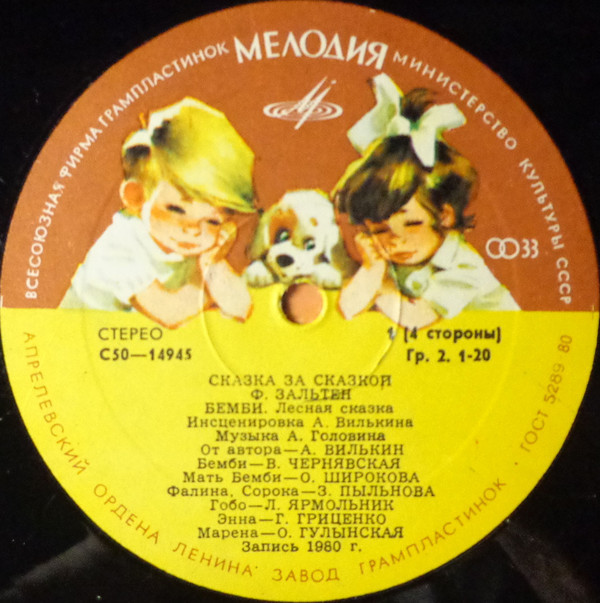 ВСЕСОЮЗНАЯ ФИРМА ГРАМПЛАСТИНОК МЕЛОДИЯ МИНИСТЕРСТВО КУЛЬТУРЫ СССР
33
СТЕРЕО
С50—14945
1 (4 стороны)
Гр. 2. 1-20
СКАЗКА ЗА СКАЗКОЙ
Ф. ЗАЛЬТЕН
БЕМБИ. Лесная сказка
Инсценировка А. Вилькина
Музыка А. Головина
От автора—А. ВИЛЬКИН
Бемби—В. ЧЕРНЯВСКАЯ
Мать Бемби—О. ШИРОКОВА
Фалина, Сорока—З. ПЫЛЬНОВА
Гобо—Л. ЯРМОЛЬНИК
Энна—Г. ГРИЦЕНКО
Марена—О. ГУЛЫНСКАЯ
Запись 1980 г.
АПРЕЛЕВСКИЙ ОРДЕНА ЛЕНИНА ЗАВОД ГРАМПЛАСТИНОК · ГОСТ 5289 80